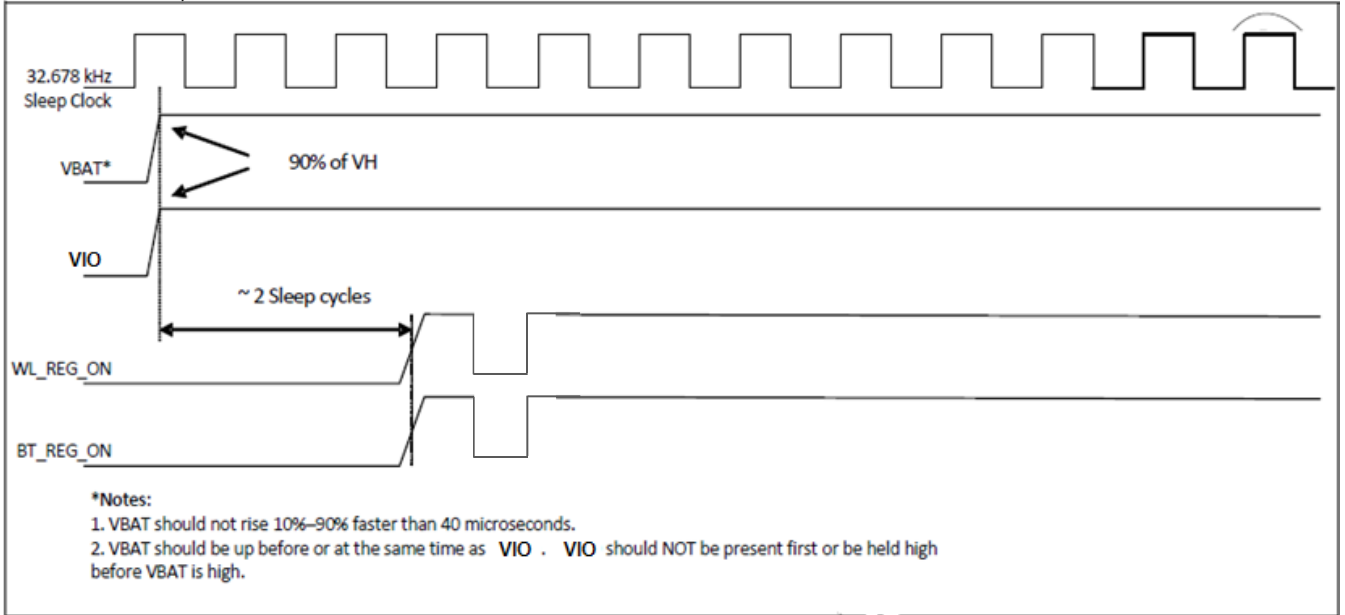 32.678 kHz
Sleep Clock
90% of VH
VBAT*
VIO
~ 2 Sleep cycles
WL_REG_ON
BT_REG_ON
*Notes:
1. VBAT should not rise 10%–90% faster than 40 microseconds.
2. VBAT should be up before or at the same time as VIO . VIO should NOT be present first or be held high
before VBAT is high.